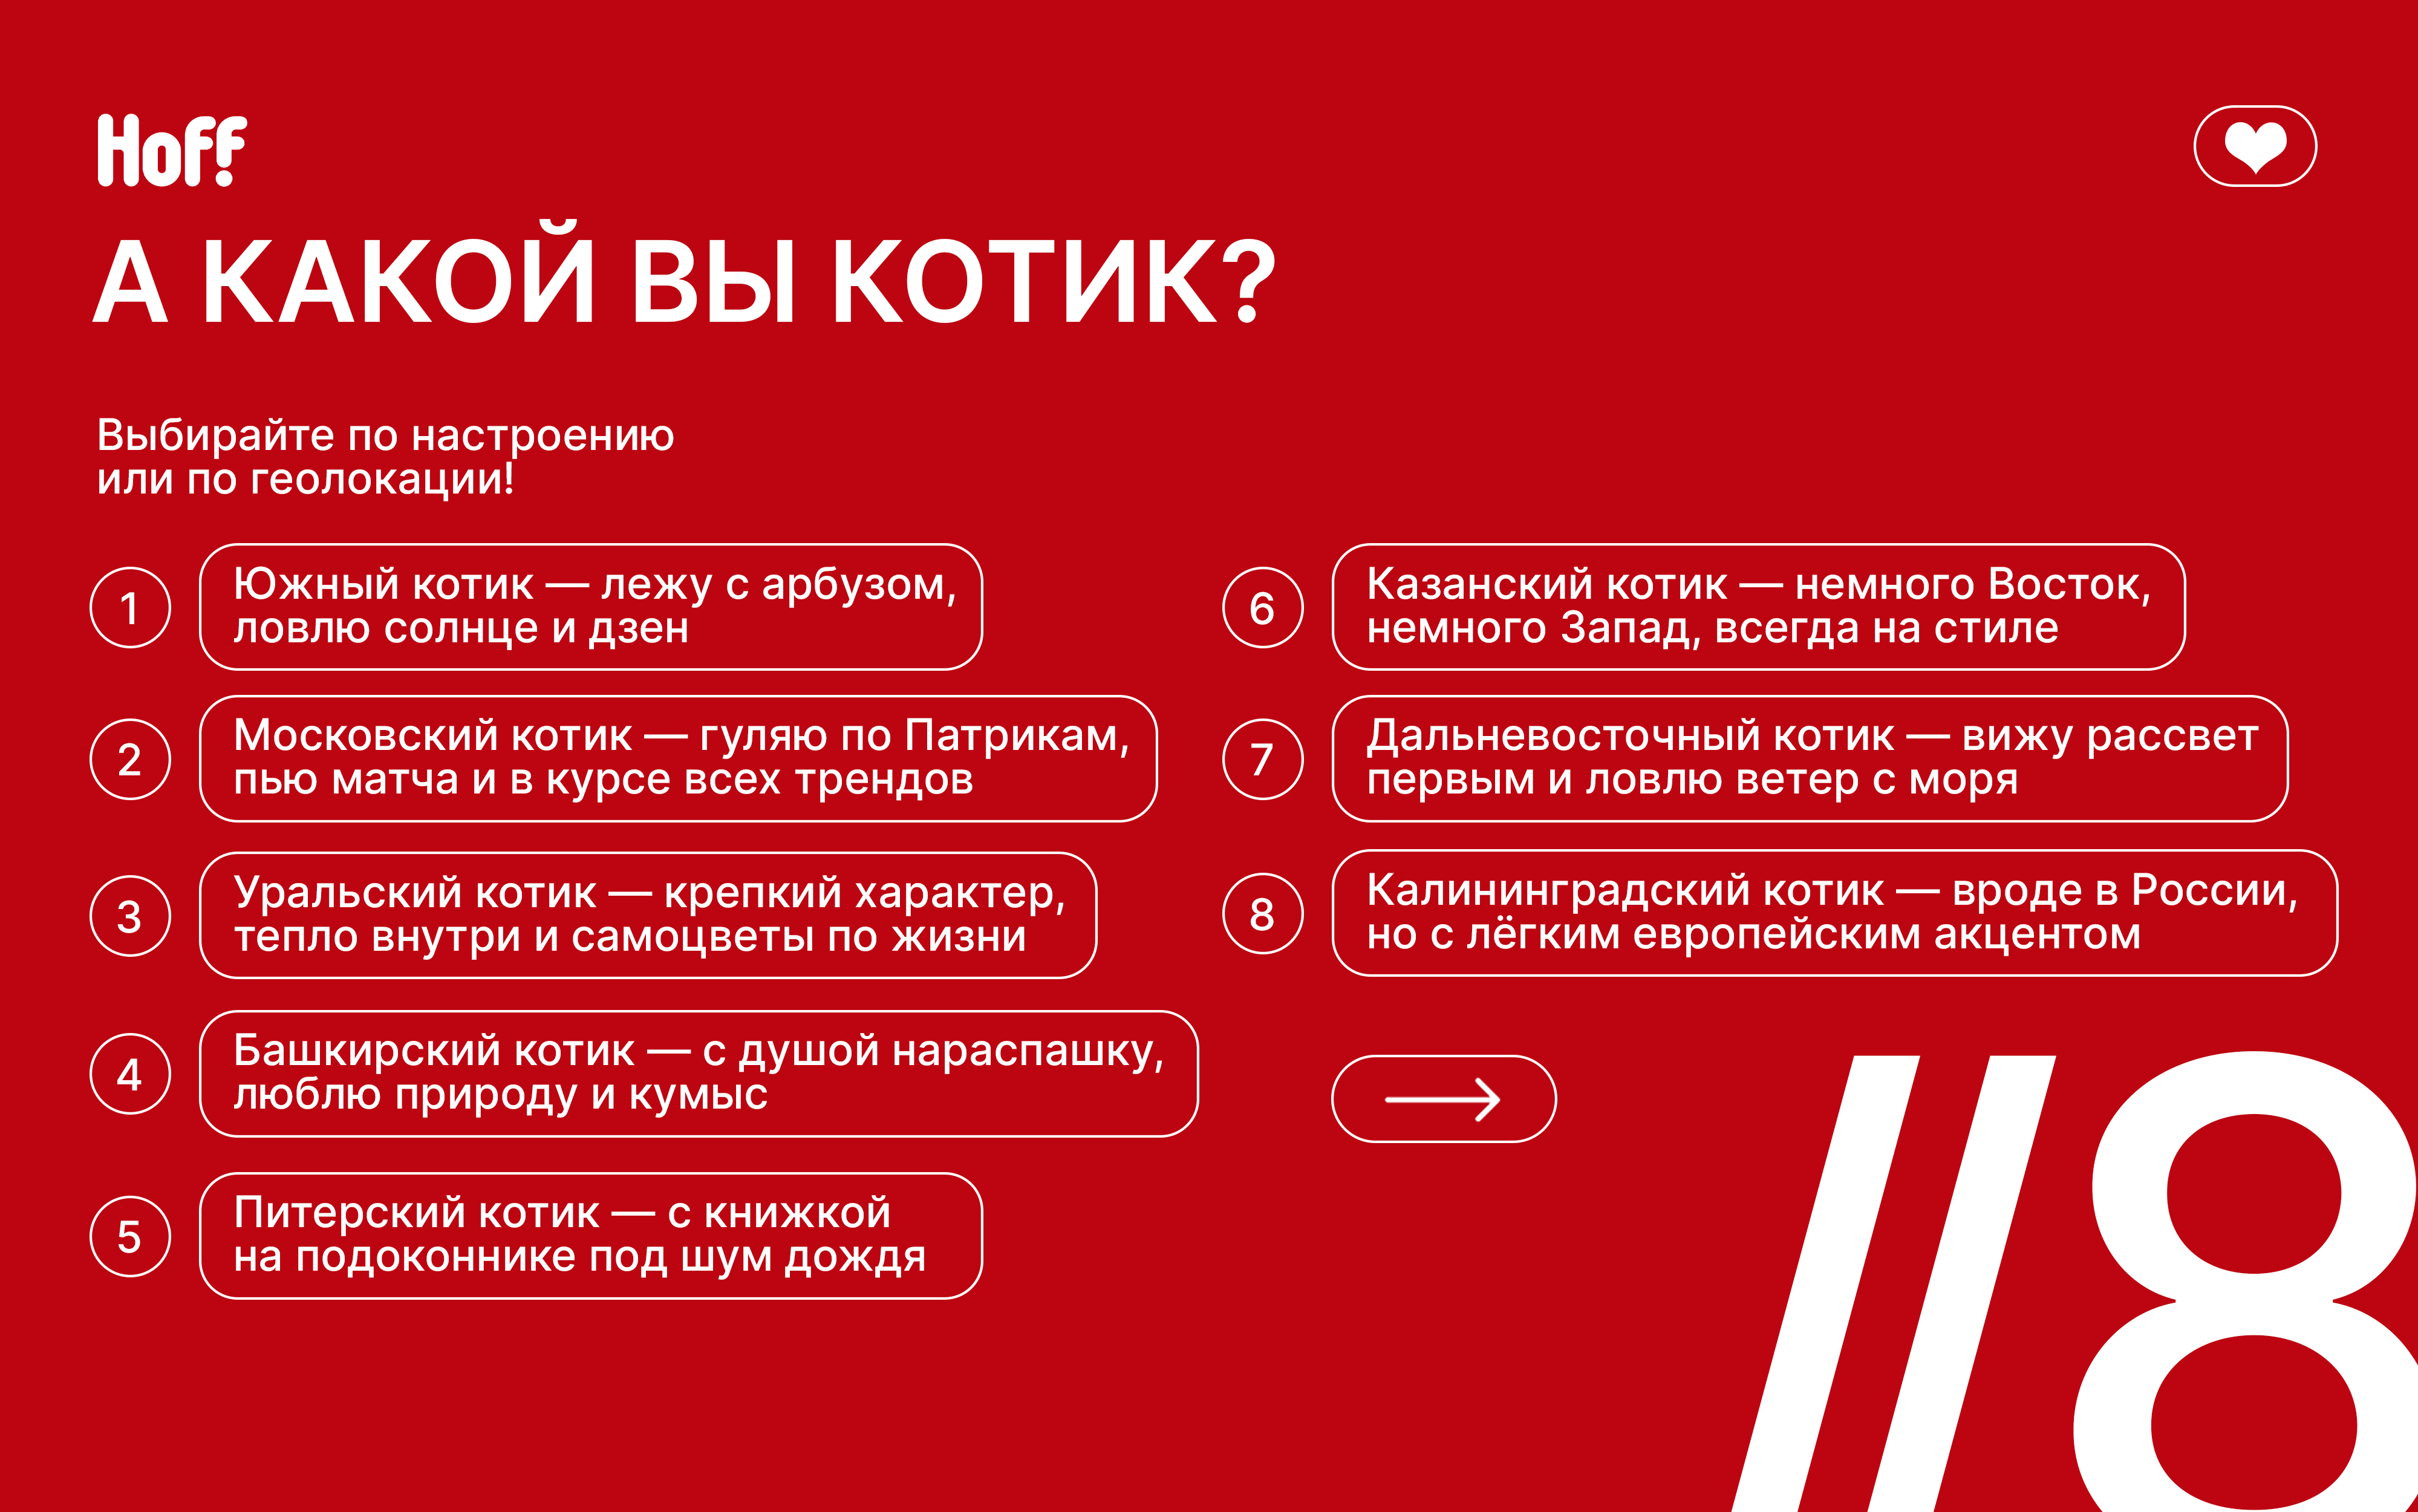 Hoff
А КАКОЙ ВЫ КОТИК?
Выбирайте по настроению
или по геолокации!
1
Южный котик — лежу с арбузом,
ловлю солнце и дзен
2
Московский котик — гуляю по Патрикам,
пью матча и в курсе всех трендов
3
Уральский котик — крепкий характер,
тепло внутри и самоцветы по жизни
4
Башкирский котик — с душой нараспашку,
люблю природу и кумыс
5
Питерский котик — с книжкой
на подоконнике под шум дождя
6
Казанский котик — немного Восток,
немного Запад, всегда на стиле
7
Дальневосточный котик — вижу рассвет
первым и ловлю ветер с моря
8
Калининградский котик — вроде в России,
но с лёгким европейским акцентом
//8